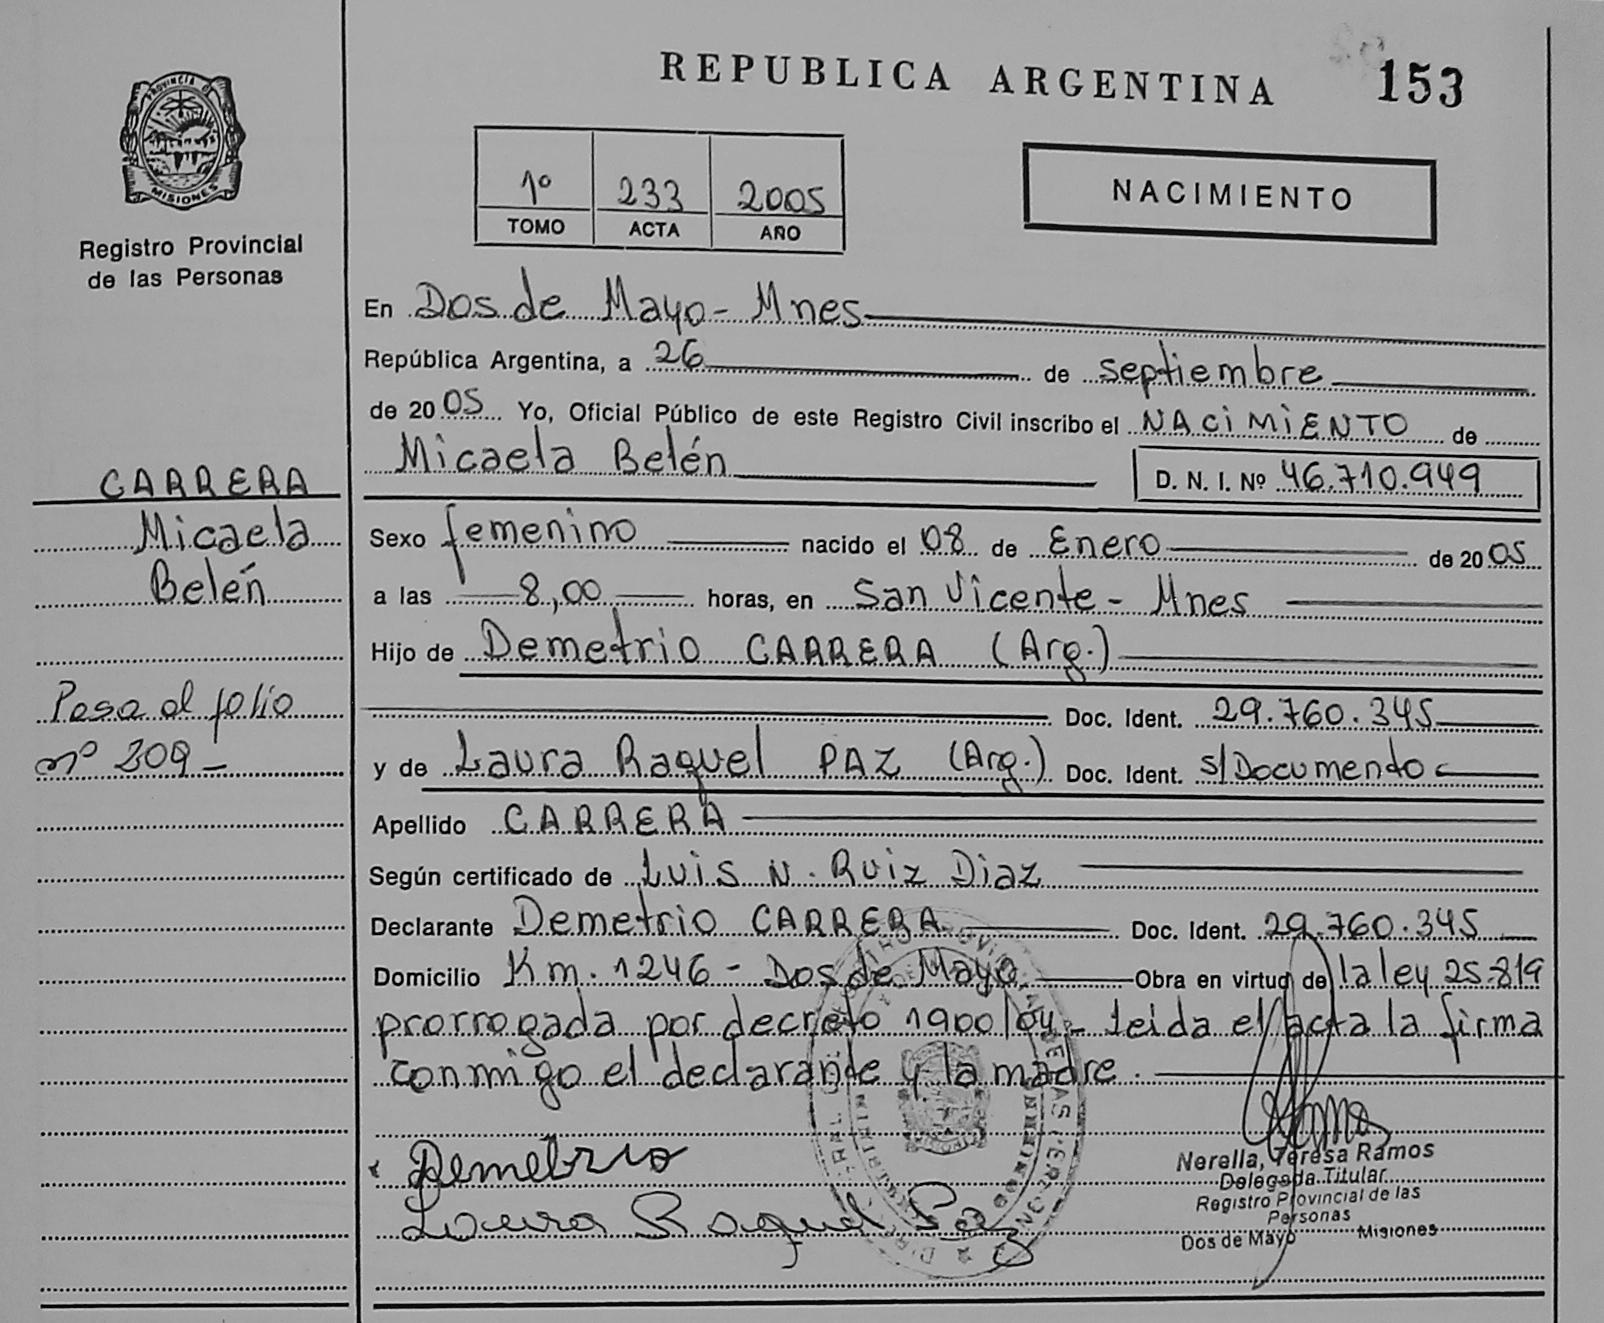 REPUBLICA ARGENTINA 153
PROVINCIA DE
MISIONES
Registro Provincial
de las Personas
1º 233 2005
TOMO ACTA AÑO
NACIMIENTO
En Dos de Mayo - Mnes
República Argentina, a 26 de septiembre
de 2005 Yo, Oficial Público de este Registro Civil inscribo el NACIMIENTO de
Micaela Belén D. N. I. Nº 46.710.949
CARRERA
Micaela
Belén
Pasa al folio
nº 309 -
Sexo femenino nacido el 08 de Enero de 2005
a las 8,00 horas, en San Vicente - Mnes
Hijo de Demetrio CARRERA (Arg.)
Doc. Ident. 29.760.345
y de Laura Raquel PAZ (Arg.) Doc. Ident. s/Documento
Apellido CARRERA
Según certificado de Luis N. Ruiz Diaz
Declarante Demetrio CARRERA Doc. Ident. 29.760.345
Domicilio Km. 1246 - Dos de Mayo Obra en virtud de la ley 25.819
prorrogada por decreto 1900/04 - Leida el acta la firma
conmigo el declarante y la madre.
Demetrio
Laura Raquel Paz
Nerella, Teresa Ramos
Delegada Titular
Registro Provincial de las
Personas
Dos de Mayo Misiones